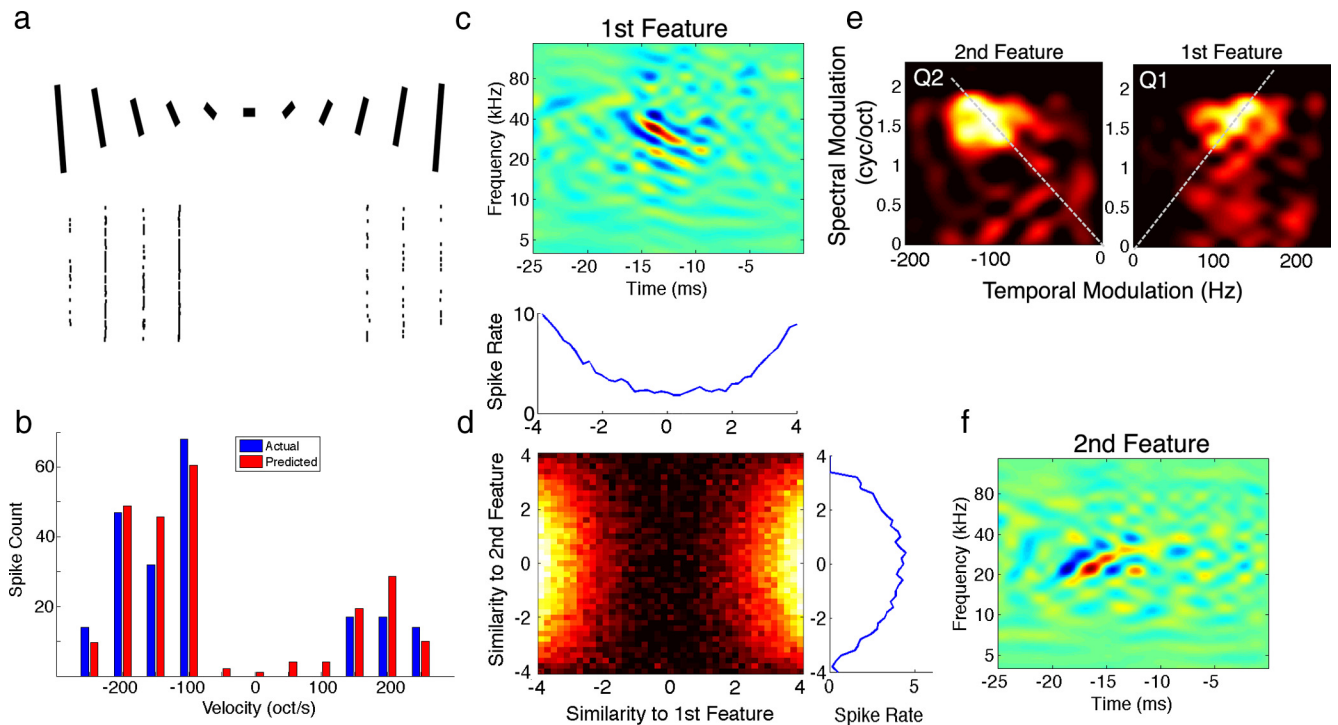 a
b
Spike Count
60
40
20
Actual
Predicted
-200
-100
0
100
200
Velocity (oct/s)
c
1st Feature
Frequency (kHz)
80
40
20
10
5
-25
-20
-15
-10
-5
Time (ms)
Spike Rate
10
0
-4
-2
0
2
4
d
Similarity to 2nd Feature
4
2
0
-2
-4
-4
-2
0
2
4
Similarity to 1st Feature
4
2
0
-2
-4
0
5
Spike Rate
e
2nd Feature
1st Feature
Q2
Q1
Spectral Modulation
(cyc/oct)
2
1.5
1
0.5
0
-200
-100
0
2
1.5
1
0.5
0
0
100
200
Temporal Modulation (Hz)
f
2nd Feature
Frequency (kHz)
80
40
20
10
5
-25
-20
-15
-10
-5
Time (ms)